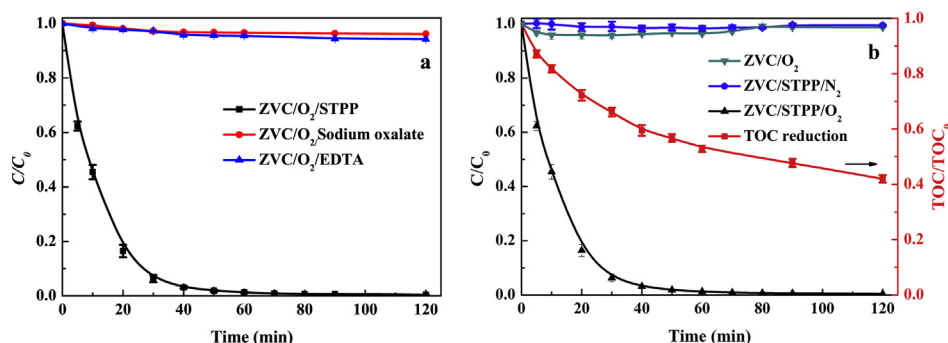 a
C/C0
1.0
0.8
0.6
0.4
0.2
0.0
ZVC/O2/STPP
ZVC/O2/Sodium oxalate
ZVC/O2/EDTA
0 20 40 60 80 100 120
Time (min)
b
C/C0
1.0
0.8
0.6
0.4
0.2
0.0
ZVC/O2
ZVC/STPP/N2
ZVC/STPP/O2
TOC reduction
1.0
0.8
0.6
0.4
0.2
0.0
TOC/TOC0
0 20 40 60 80 100 120
Time (min)